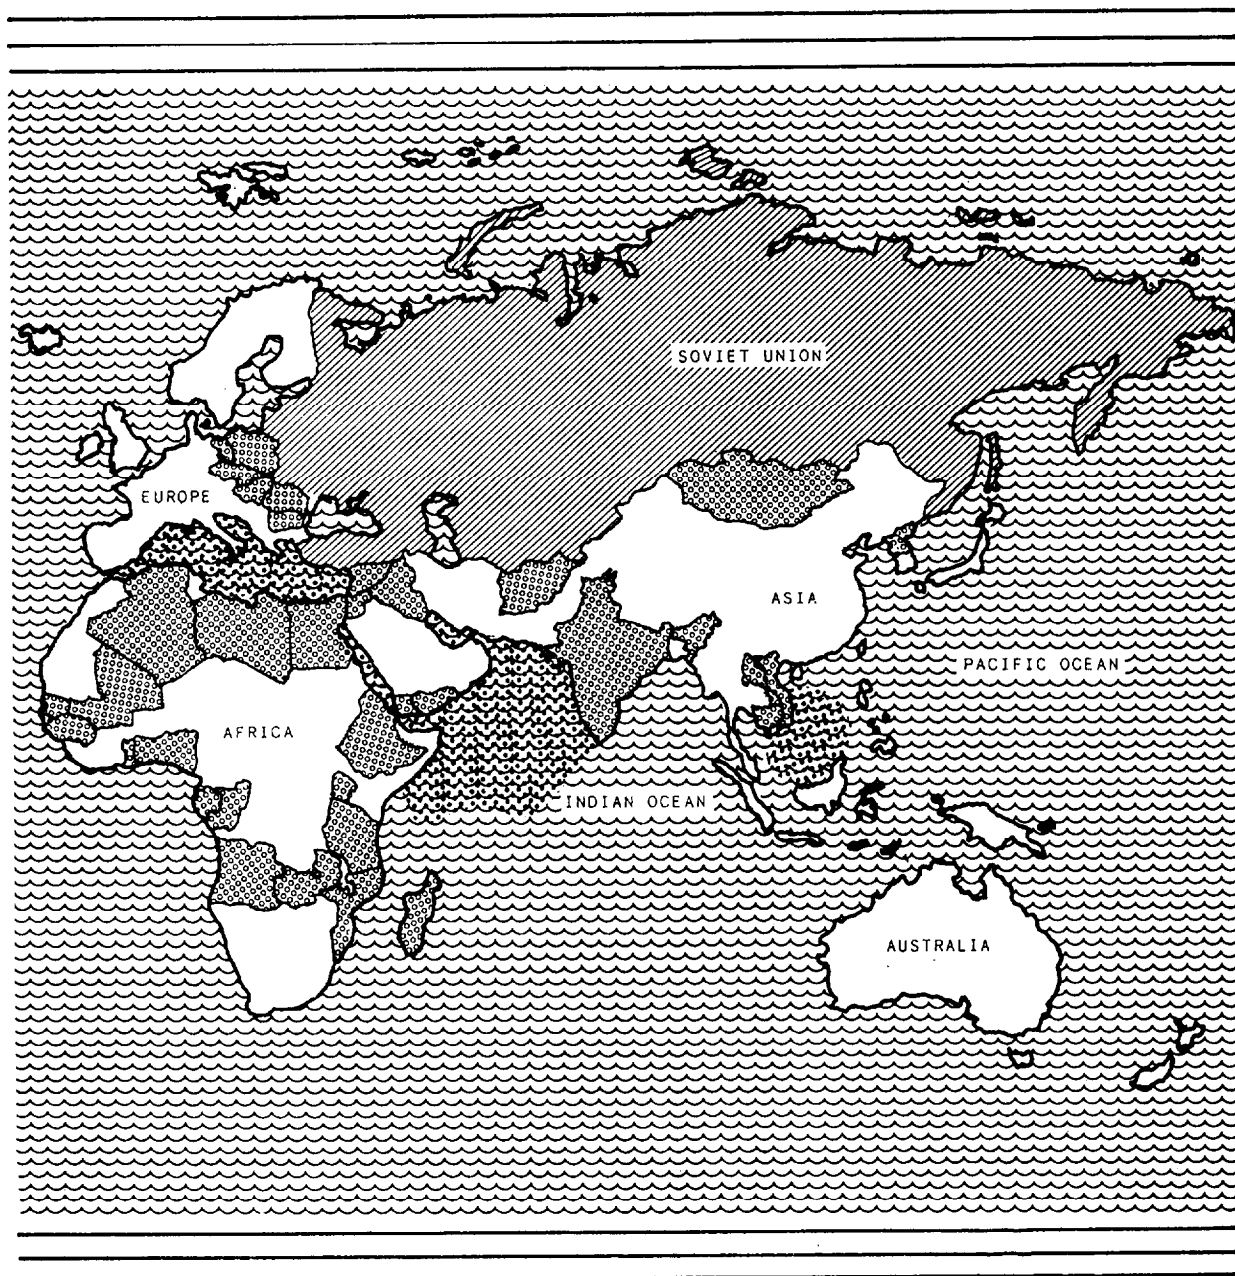 SOVIET UNION
EUROPE
ASIA
PACIFIC OCEAN
AFRICA
INDIAN OCEAN
AUSTRALIA